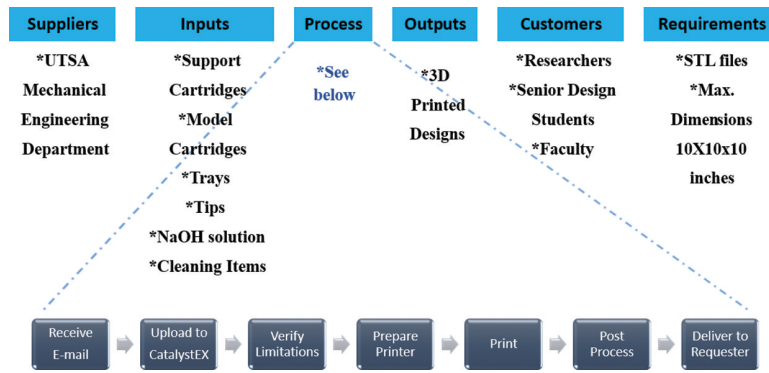 Suppliers
*UTSA
Mechanical
Engineering
Department
Inputs
*Support
Cartridges
*Model
Cartridges
*Trays
*Tips
*NaOH solution
*Cleaning Items
Process
*See
below
Outputs
*3D
Printed
Designs
Customers
*Researchers
*Senior Design
Students
*Faculty
Requirements
*STL files
*Max.
Dimensions
10X10x10
inches
Receive
E-mail
Upload to
CatalystEX
Verify
Limitations
Prepare
Printer
Print
Post
Process
Deliver to
Requester